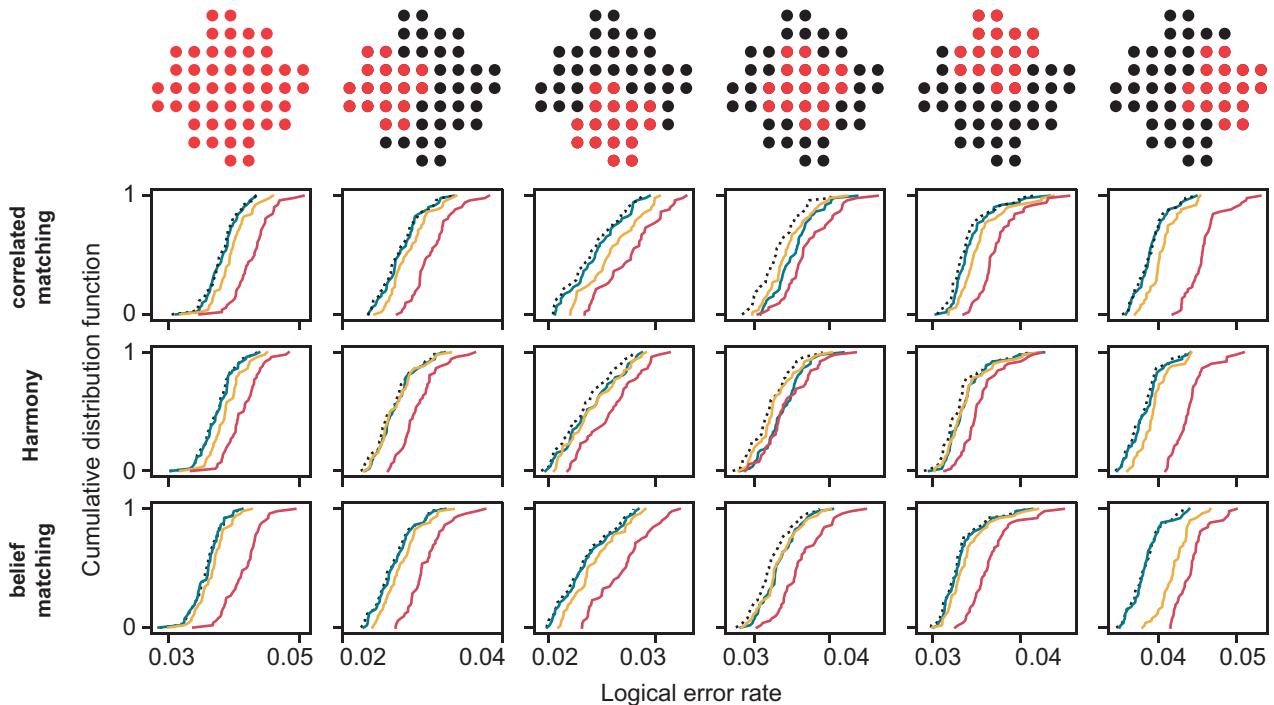 correlated
matching
Harmony
belief
matching
Cumulative distribution function
1
0
1
0
1
0
0.03 0.05
0.02 0.04
0.02 0.03
0.03 0.04
0.03 0.04
0.04 0.05
Logical error rate